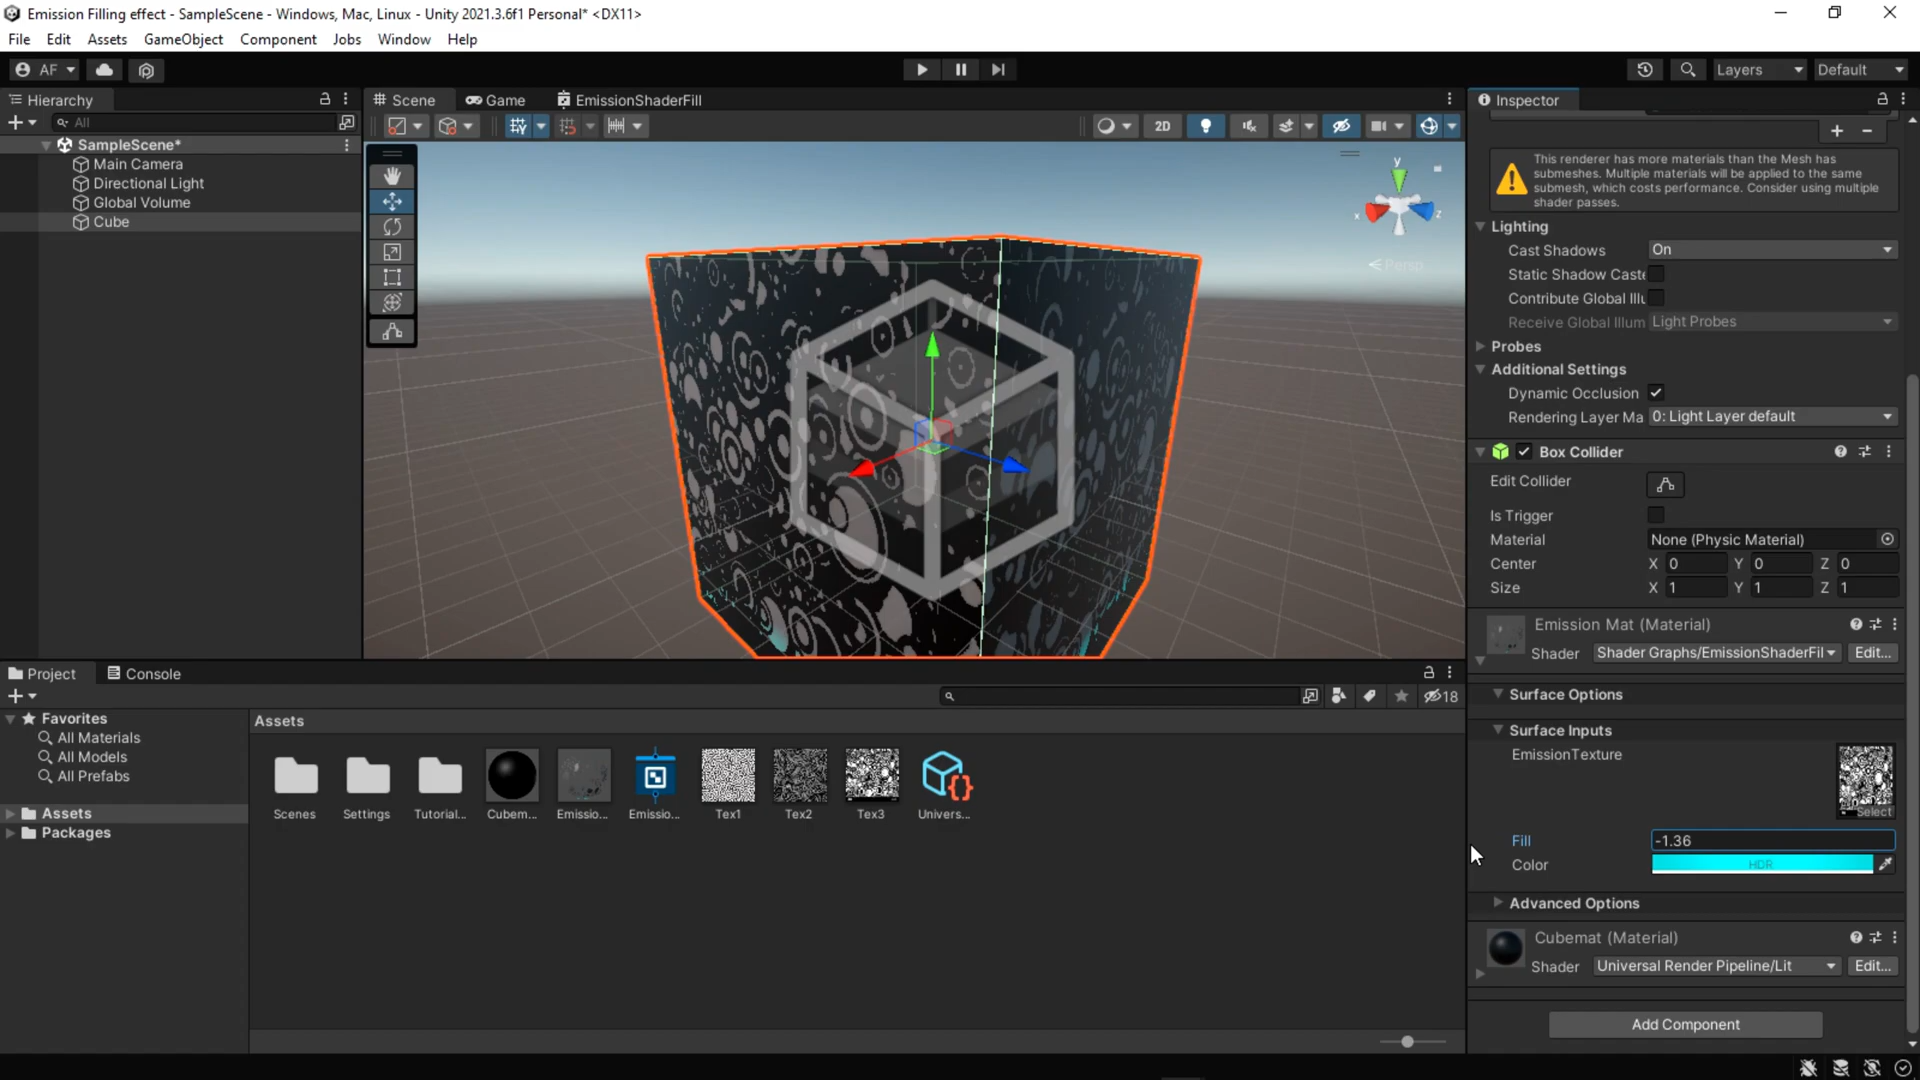 Emission Filling effect - SampleScene - Windows, Mac, Linux - Unity 2021.3.6f1 Personal* <DX11>
File Edit Assets GameObject Component Jobs Window Help
AF
Layers Default
Hierarchy
All
SampleScene*
Main Camera
Directional Light
Global Volume
Cube
Scene Game EmissionShaderFill
2D
y
x
z
Persp
Inspector
This renderer has more materials than the Mesh has
submeshes. Multiple materials will be applied to the same
submesh, which costs performance. Consider using multiple
shader passes.
Lighting
Cast Shadows On
Static Shadow Caste
Contribute Global Illu
Receive Global Illum Light Probes
Probes
Additional Settings
Dynamic Occlusion
Rendering Layer Ma 0: Light Layer default
Box Collider
Edit Collider
Is Trigger
Material None (Physic Material)
Center X 0 Y 0 Z 0
Size X 1 Y 1 Z 1
Emission Mat (Material)
Shader Shader Graphs/EmissionShaderFil Edit...
Surface Options
Surface Inputs
EmissionTexture
Select
Fill -1.36
Color HDR
Advanced Options
Cubemat (Material)
Shader Universal Render Pipeline/Lit Edit...
Add Component
Project Console
18
Favorites
All Materials
All Models
All Prefabs
Assets
Packages
Assets
Scenes Settings Tutorial... Cubem... Emissio... Emissio... Tex1 Tex2 Tex3 Univers...